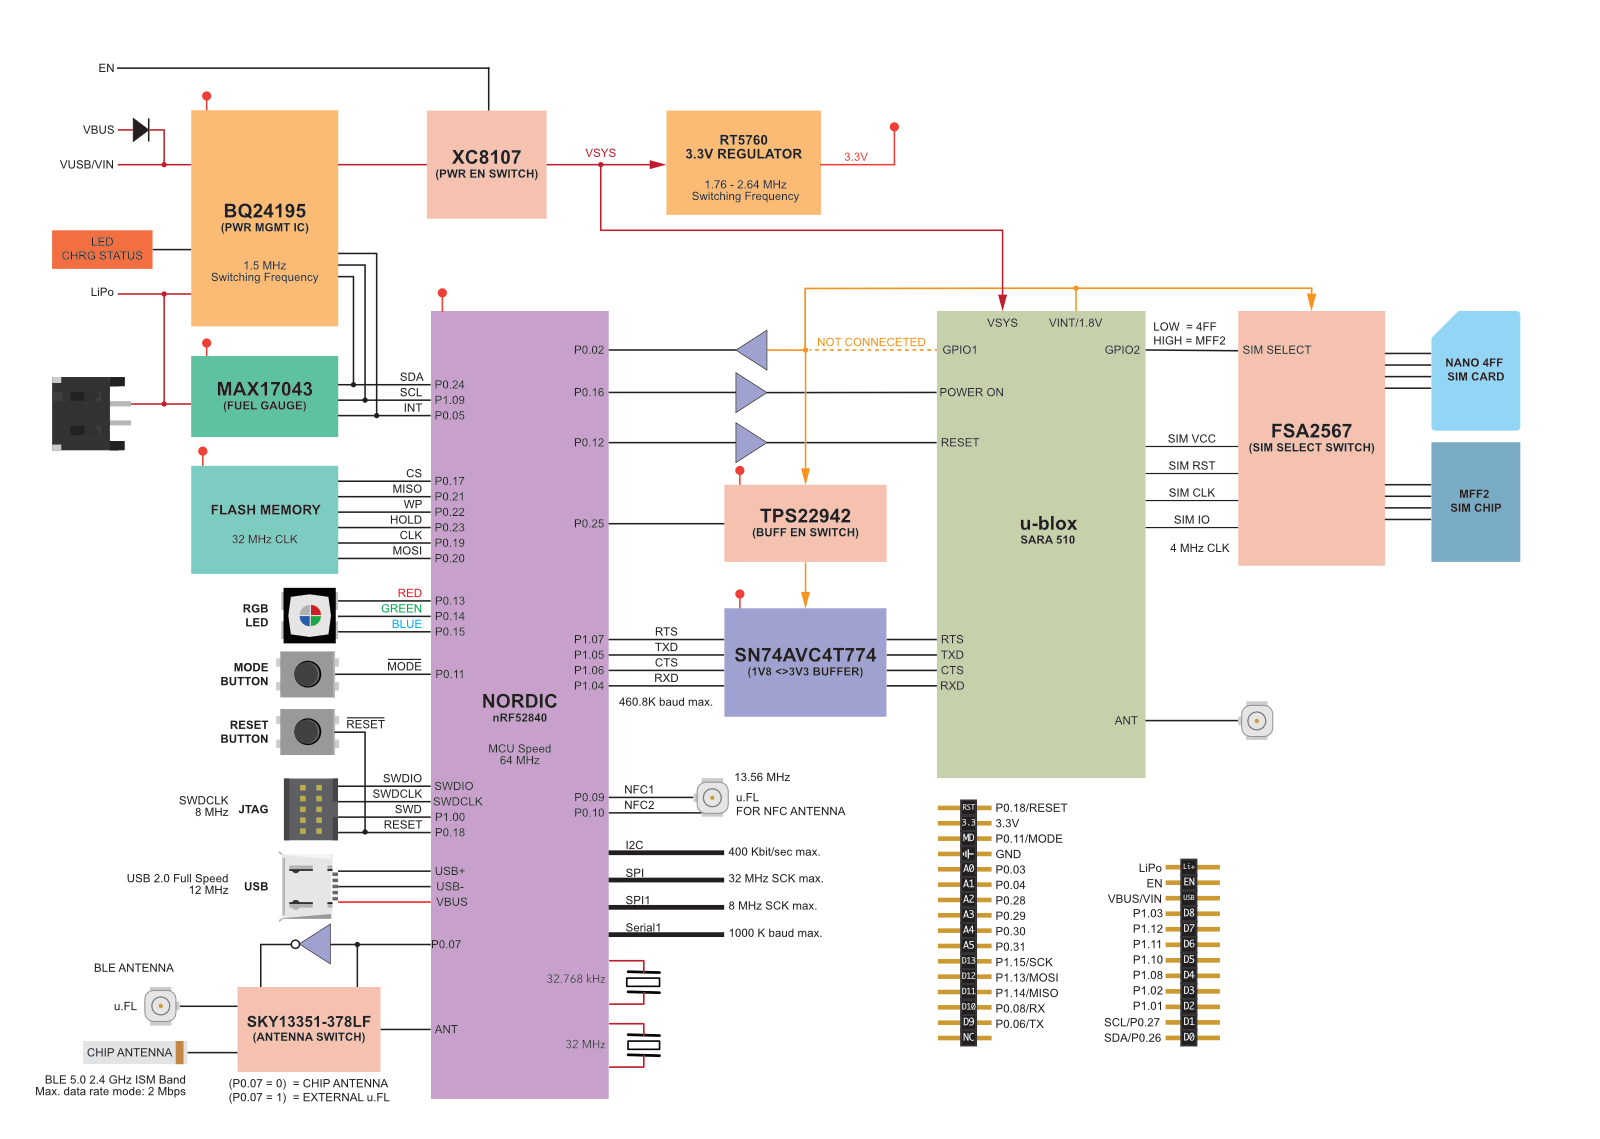 EN
VBUS
VUSB/VIN
BQ24195
(PWR MGMT IC)
1.5 MHz
Switching Frequency
LED
CHRG STATUS
LiPo
XC8107
(PWR EN SWITCH)
VSYS
RT5760
3.3V REGULATOR
1.76 - 2.64 MHz
Switching Frequency
3.3V
MAX17043
(FUEL GAUGE)
SDA
SCL
INT
P0.24
P1.09
P0.05
FLASH MEMORY
32 MHz CLK
CS
MISO
WP
HOLD
CLK
MOSI
P0.17
P0.21
P0.22
P0.23
P0.19
P0.20
RGB
LED
RED
GREEN
BLUE
P0.13
P0.14
P0.15
MODE
BUTTON
MODE
P0.11
RESET
BUTTON
RESET
SWDCLK
8 MHz
JTAG
SWDIO
SWDCLK
SWD
RESET
SWDIO
SWDCLK
P1.00
P0.18
USB 2.0 Full Speed
12 MHz
USB
USB+
USB-
VBUS
P0.07
BLE ANTENNA
u.FL
CHIP ANTENNA
BLE 5.0 2.4 GHz ISM Band
Max. data rate mode: 2 Mbps
SKY13351-378LF
(ANTENNA SWITCH)
ANT
(P0.07 = 0) = CHIP ANTENNA
(P0.07 = 1) = EXTERNAL u.FL
NORDIC
nRF52840
MCU Speed
64 MHz
P0.02
P0.16
P0.12
P0.25
P1.07
P1.05
P1.06
P1.04
RTS
TXD
CTS
RXD
460.8K baud max.
NOT CONNECETED
TPS22942
(BUFF EN SWITCH)
SN74AVC4T774
(1V8 <>3V3 BUFFER)
P0.09
P0.10
NFC1
NFC2
13.56 MHz
u.FL
FOR NFC ANTENNA
I2C
400 Kbit/sec max.
SPI
32 MHz SCK max.
SPI1
8 MHz SCK max.
Serial1
1000 K baud max.
32.768 kHz
32 MHz
VSYS
VINT/1.8V
GPIO1
GPIO2
POWER ON
RESET
u-blox
SARA 510
RTS
TXD
CTS
RXD
ANT
LOW = 4FF
HIGH = MFF2
SIM SELECT
SIM VCC
SIM RST
SIM CLK
SIM IO
4 MHz CLK
FSA2567
(SIM SELECT SWITCH)
NANO 4FF
SIM CARD
MFF2
SIM CHIP
RST P0.18/RESET
3.3 3.3V
MD P0.11/MODE
GND
A0 P0.03
A1 P0.04
A2 P0.28
A3 P0.29
A4 P0.30
A5 P0.31
D13 P1.15/SCK
D12 P1.13/MOSI
D11 P1.14/MISO
D10 P0.08/RX
D9 P0.06/TX
NC
LiPo Li+
EN EN
VBUS/VIN USB
P1.03 D8
P1.12 D7
P1.11 D6
P1.10 D5
P1.08 D4
P1.02 D3
P1.01 D2
SCL/P0.27 D1
SDA/P0.26 D0